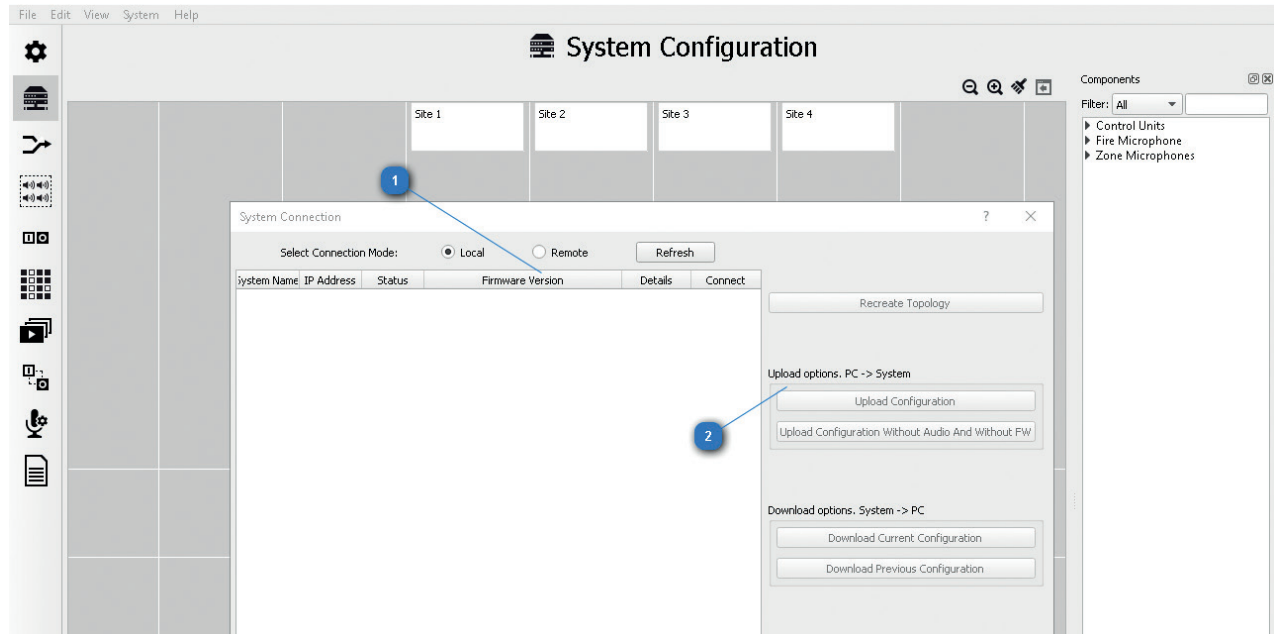 File Edit View System Help
System Configuration
Components
Filter: All
Control Units
Fire Microphone
Zone Microphones
Site 1 Site 2 Site 3 Site 4
1
System Connection ? ×
Select Connection Mode: Local Remote Refresh
System Name IP Address Status Firmware Version Details Connect
Recreate Topology
Upload options. PC -> System
Upload Configuration
2
Upload Configuration Without Audio And Without FW
Download options. System -> PC
Download Current Configuration
Download Previous Configuration